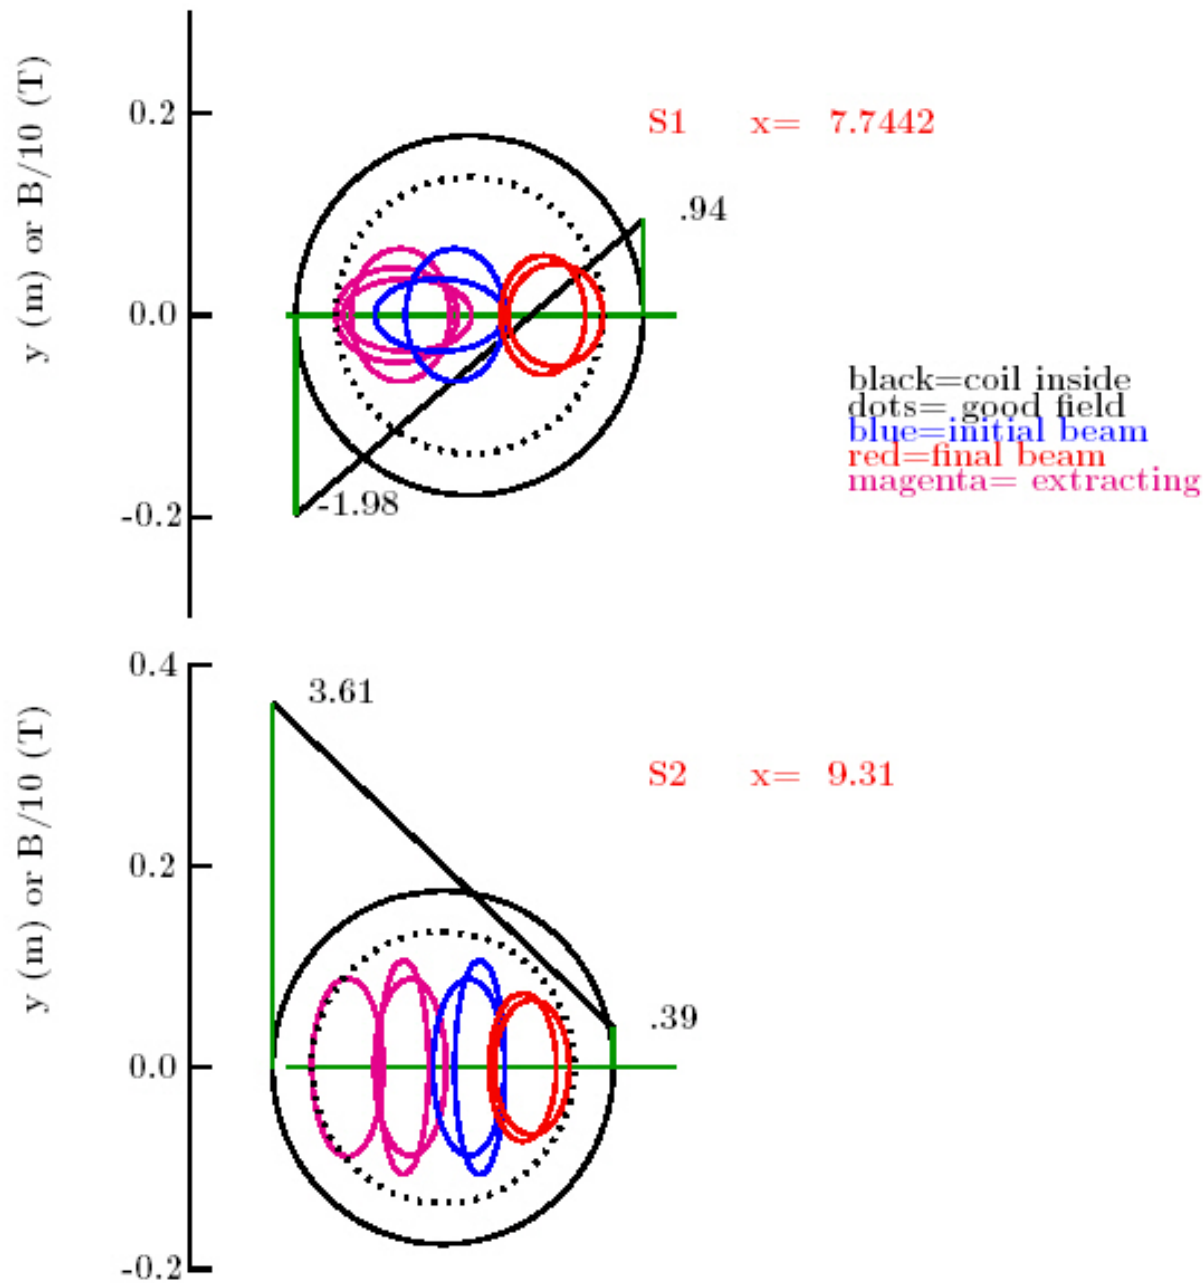 y (m) or B/10 (T)
0.2
0.0
-0.2
S1 x= 7.7442
.94
-1.98
black=coil inside
dots= good field
blue=initial beam
red=final beam
magenta= extracting
y (m) or B/10 (T)
0.4
0.2
0.0
-0.2
3.61
S2 x= 9.31
.39